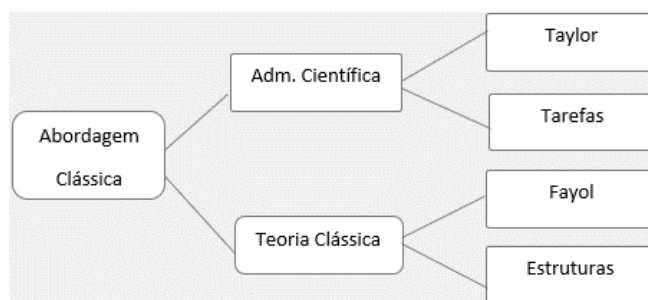 Abordagem
Clássica
Adm. Científica
Teoria Clássica
Taylor
Tarefas
Fayol
Estruturas